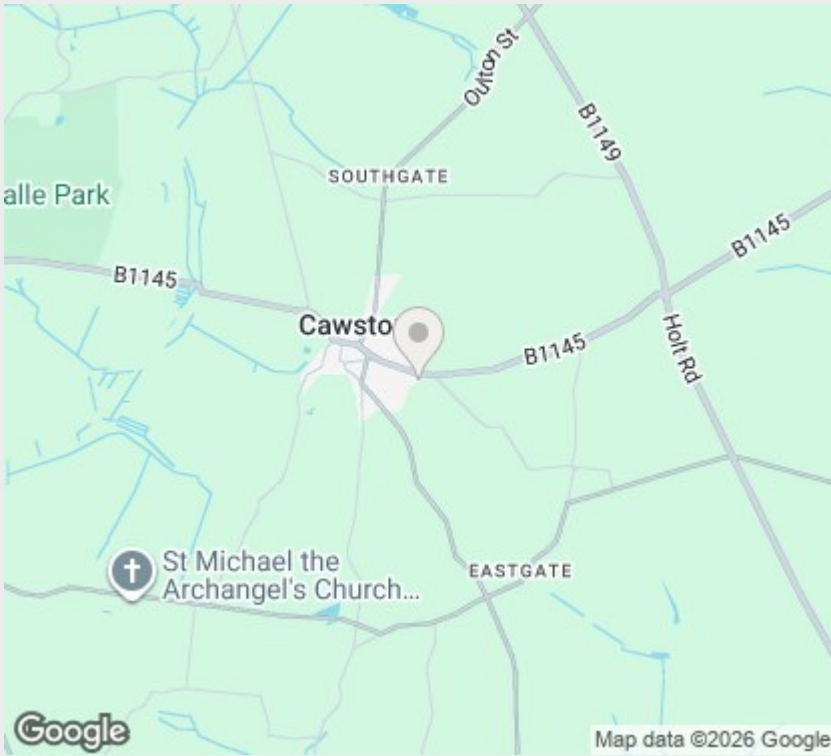 Oulton St
B1149
SOUTHGATE
alle Park
B1145
B1145
Cawsto
B1145
Holt Rd
St Michael the
Archangel's Church...
EASTGATE
Google
Map data ©2026 Google